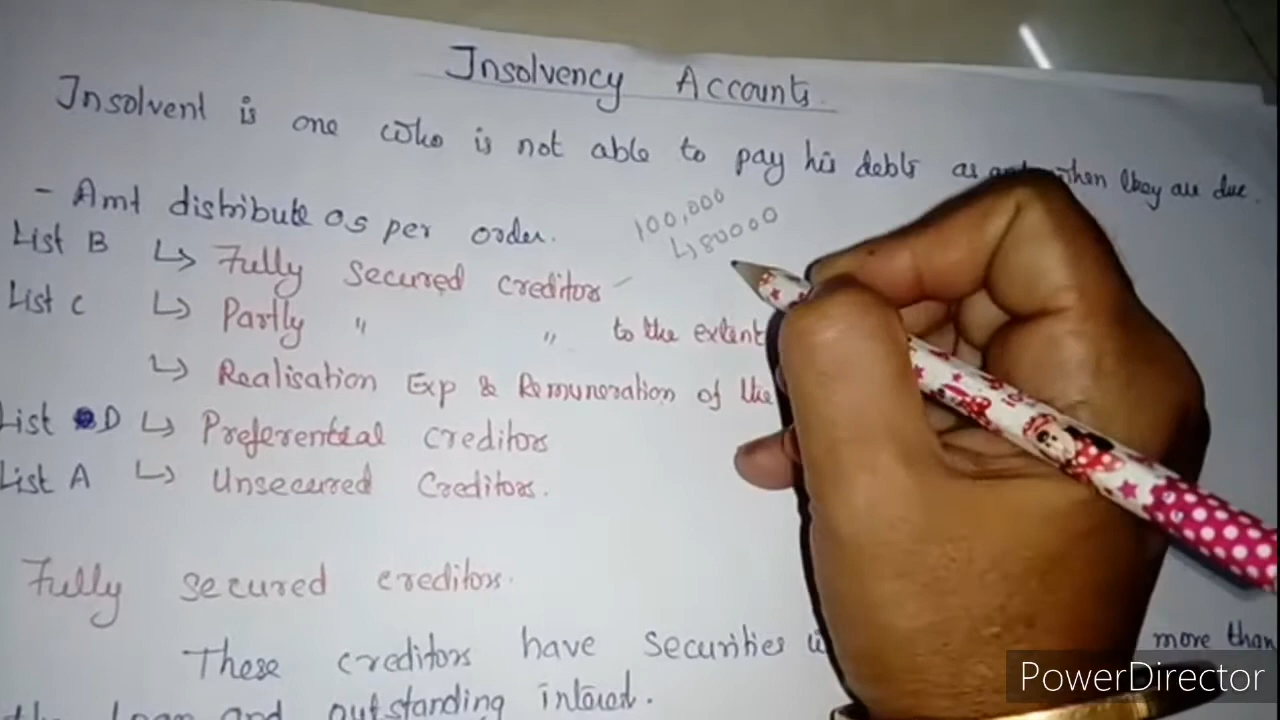 Insolvency Accounts.
Insolvent is one who is not able to pay his debts as when they are due.
- Amt distribute as per order.
100,000
↳ 80000
List B ↳ Fully secured creditors
List C ↳ Partly " " to the extent
↳ Realisation Exp & Remuneration of the
List D ↳ Preferential creditors
List A ↳ Unsecured Creditors.
Fully secured creditors.
These creditors have securities more than
the loan and outstanding interest.
PowerDirector